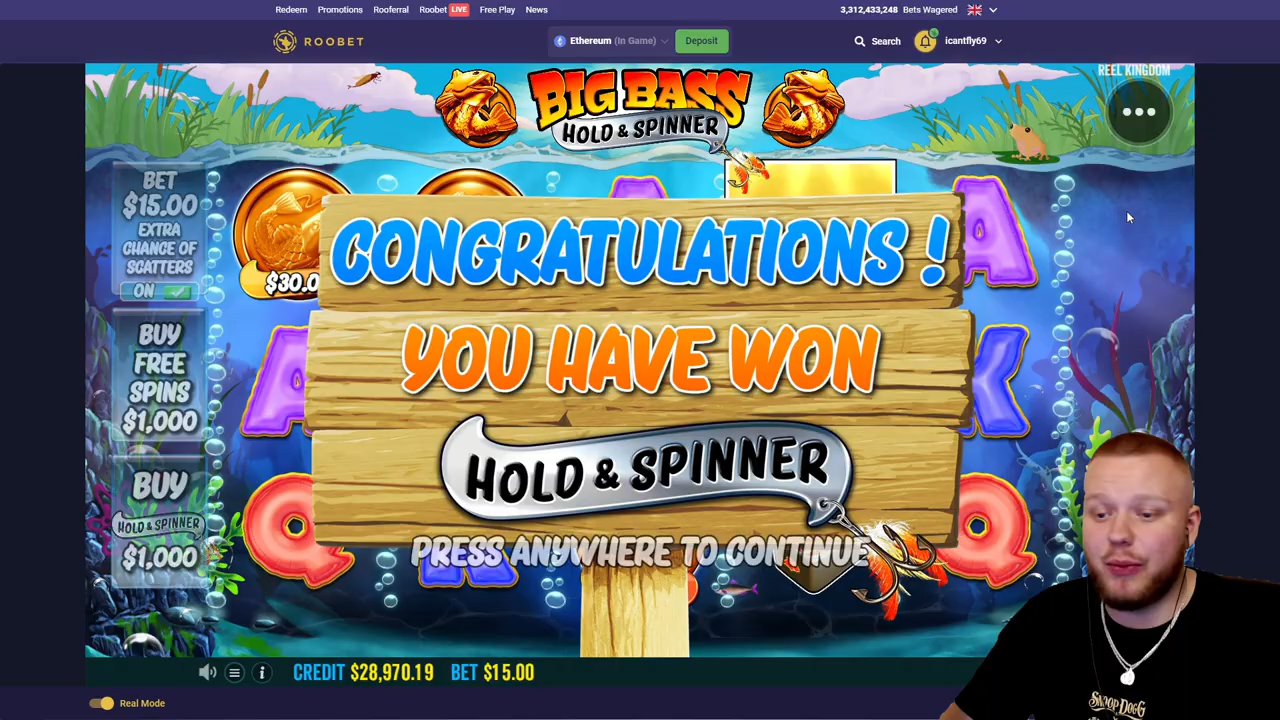 Redeem Promotions Rooferral Roobet LIVE Free Play News 3,312,433,248 Bets Wagered
ROOBET Ethereum (In Game) Deposit Search icantfly69
REEL KINGDOM
BIG BASS
HOLD & SPINNER
BET
$15.00
EXTRA
CHANCE OF
SCATTERS
ON
BUY
FREE
SPINS
$1,000
BUY
HOLD & SPINNER
$1,000
$30.0
A
A
K
Q
Q
CONGRATULATIONS !
YOU HAVE WON
HOLD & SPINNER
PRESS ANYWHERE TO CONTINUE
CREDIT $28,970.19 BET $15.00
Real Mode
SNOOP DOGG